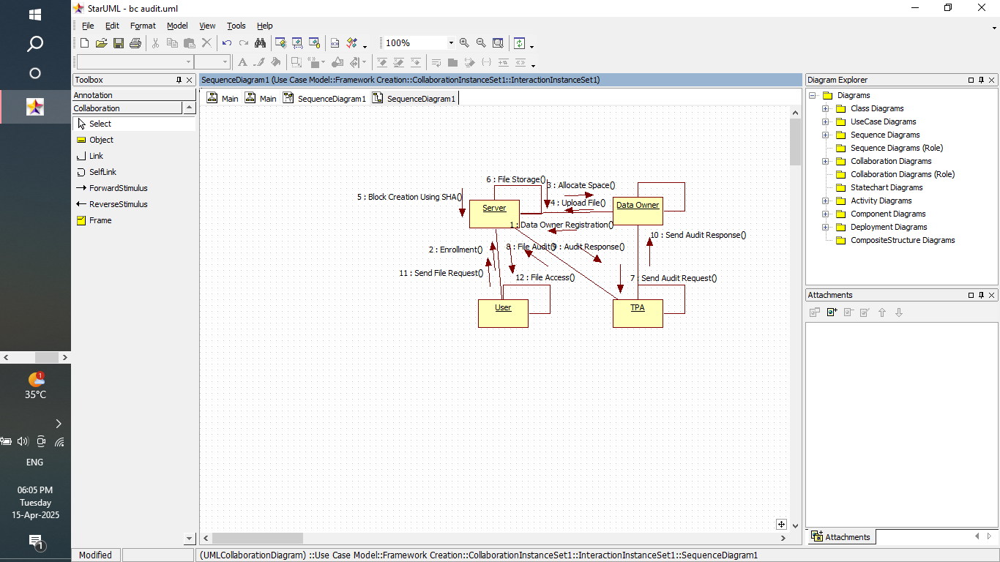 StarUML - bc audit.uml
File Edit Format Model View Tools Help
100%
Toolbox
Annotation
Collaboration
Select
Object
Link
SelfLink
ForwardStimulus
ReverseStimulus
Frame
SequenceDiagram1 (Use Case Model::Framework Creation::CollaborationInstanceSet1::InteractionInstanceSet1)
Main Main SequenceDiagram1 SequenceDiagram1
6 : File Storage()
3 : Allocate Space()
5 : Block Creation Using SHA()
4 : Upload File()
Server
Data Owner
1 : Data Owner Registration()
10 : Send Audit Response()
2 : Enrollment()
8 : File Audit()
9 : Audit Response()
11 : Send File Request()
12 : File Access()
7 : Send Audit Request()
User
TPA
Diagram Explorer
Diagrams
Class Diagrams
UseCase Diagrams
Sequence Diagrams
Sequence Diagrams (Role)
Collaboration Diagrams
Collaboration Diagrams (Role)
Statechart Diagrams
Activity Diagrams
Component Diagrams
Deployment Diagrams
CompositeStructure Diagrams
Attachments
Attachments
1
35°C
ENG
06:05 PM
Tuesday
15-Apr-2025
1
Modified
(UMLCollaborationDiagram) ::Use Case Model::Framework Creation::CollaborationInstanceSet1::InteractionInstanceSet1::SequenceDiagram1